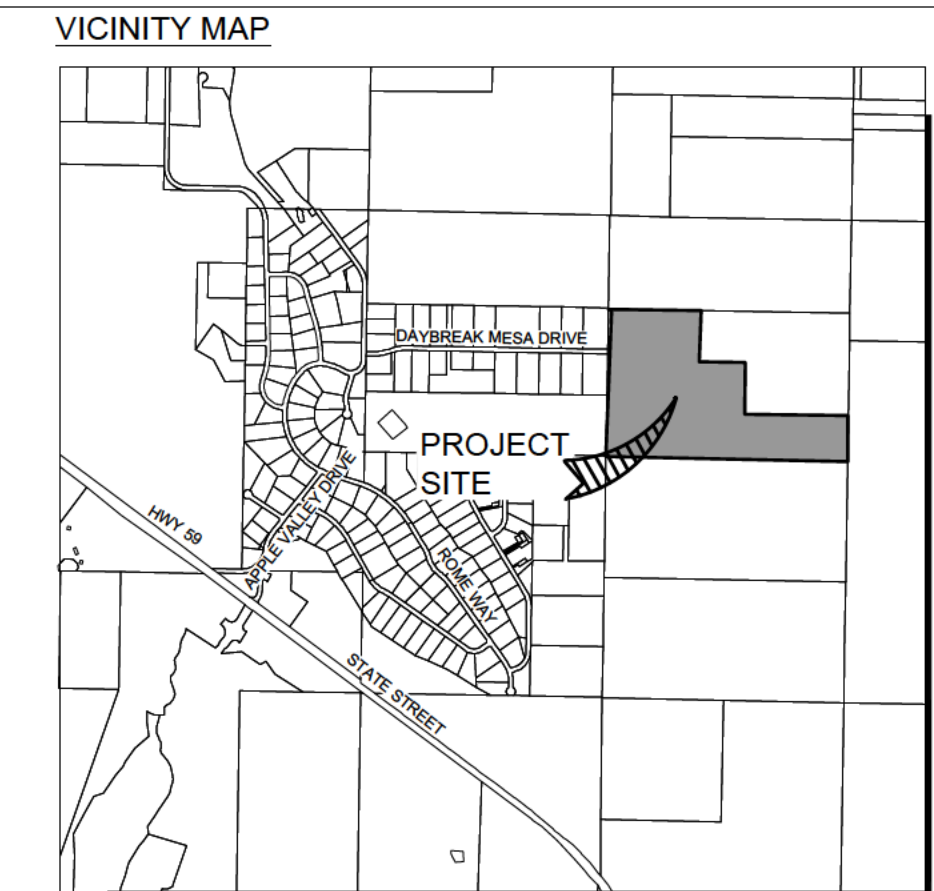 VICINITY MAP
DAYBREAK MESA DRIVE
PROJECT
SITE
APPLE VALLEY DRIVE
HWY 59
ROME WAY
STATE STREET